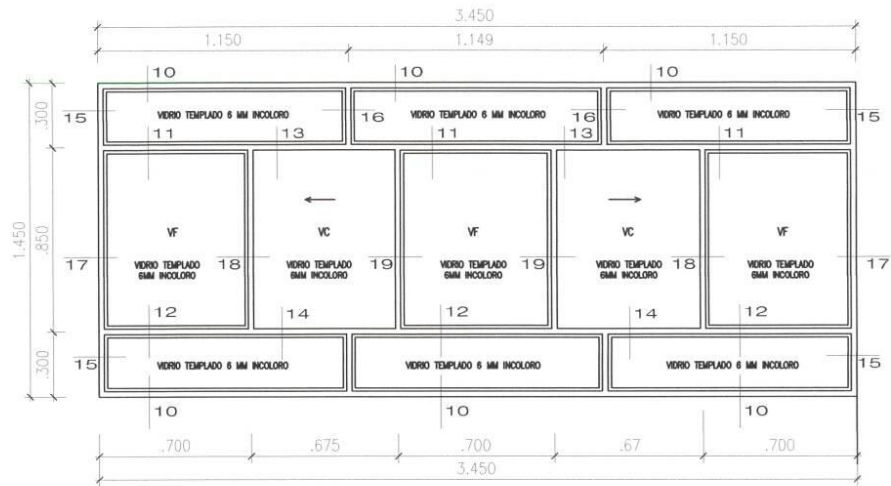 3.450
1.150 1.149 1.150
10 10 10
15 VIDRIO TEMPLADO 6 MM INCOLORO 16 VIDRIO TEMPLADO 6 MM INCOLORO 16 VIDRIO TEMPLADO 6 MM INCOLORO 15
.300
11 13 11 13 11
1.450
.850
VF VC VF VC VF
17 18 19 19 18 17
VIDRIO TEMPLADO VIDRIO TEMPLADO VIDRIO TEMPLADO VIDRIO TEMPLADO VIDRIO TEMPLADO
6MM INCOLORO 6MM INCOLORO 6MM INCOLORO 6MM INCOLORO 6MM INCOLORO
12 14 12 14 12
.300
15 VIDRIO TEMPLADO 6 MM INCOLORO VIDRIO TEMPLADO 6 MM INCOLORO VIDRIO TEMPLADO 6 MM INCOLORO 15
10 10 10
.700 .675 .700 .67 .700
3.450